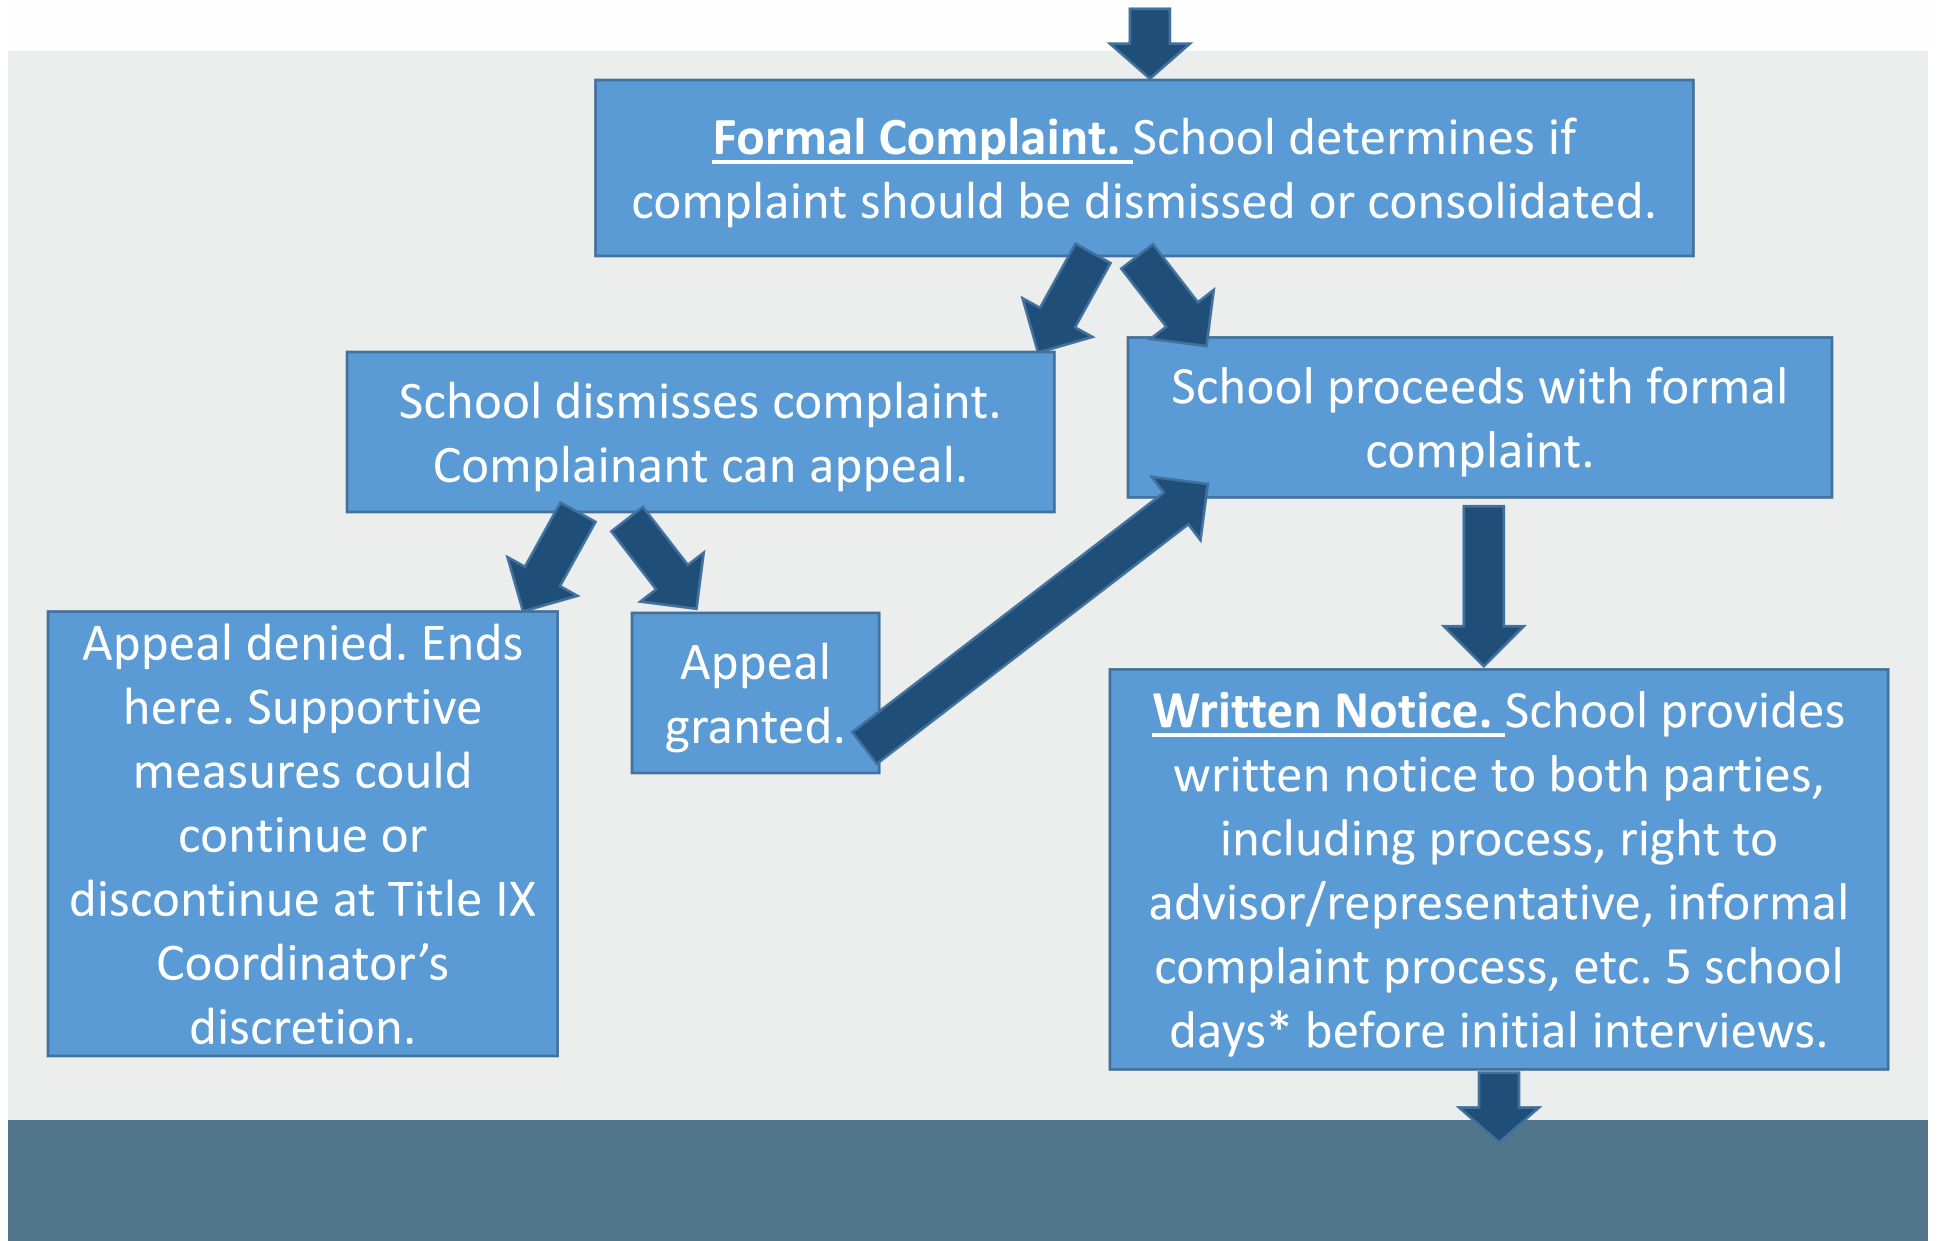 Formal Complaint. School determines if
complaint should be dismissed or consolidated.
School dismisses complaint.
Complainant can appeal.
School proceeds with formal
complaint.
Appeal denied. Ends
here. Supportive
measures could
continue or
discontinue at Title IX
Coordinator’s
discretion.
Appeal
granted.
Written Notice. School provides
written notice to both parties,
including process, right to
advisor/representative, informal
complaint process, etc. 5 school
days* before initial interviews.